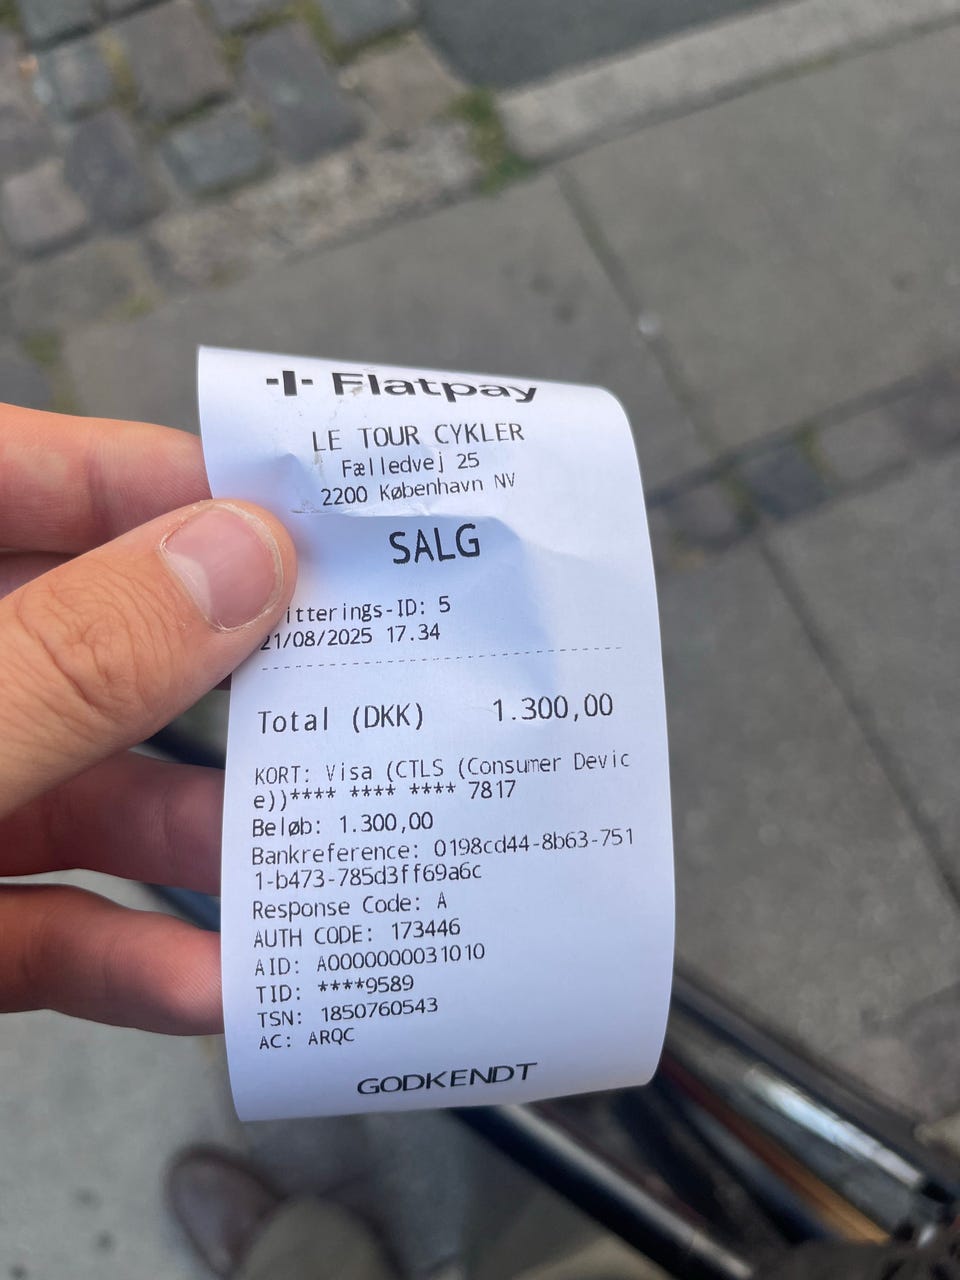 Flatpay
LE TOUR CYKLER
Fælledvej 25
2200 København NV
SALG
itterings-ID: 5
21/08/2025 17.34
Total (DKK) 1.300,00
KORT: Visa (CTLS (Consumer Devic
e))**** **** **** 7817
Beløb: 1.300,00
Bankreference: 0198cd44-8b63-751
1-b473-785d3ff69a6c
Response Code: A
AUTH CODE: 173446
AID: A0000000031010
TID: ****9589
TSN: 1850760543
AC: ARQC
GODKENDT